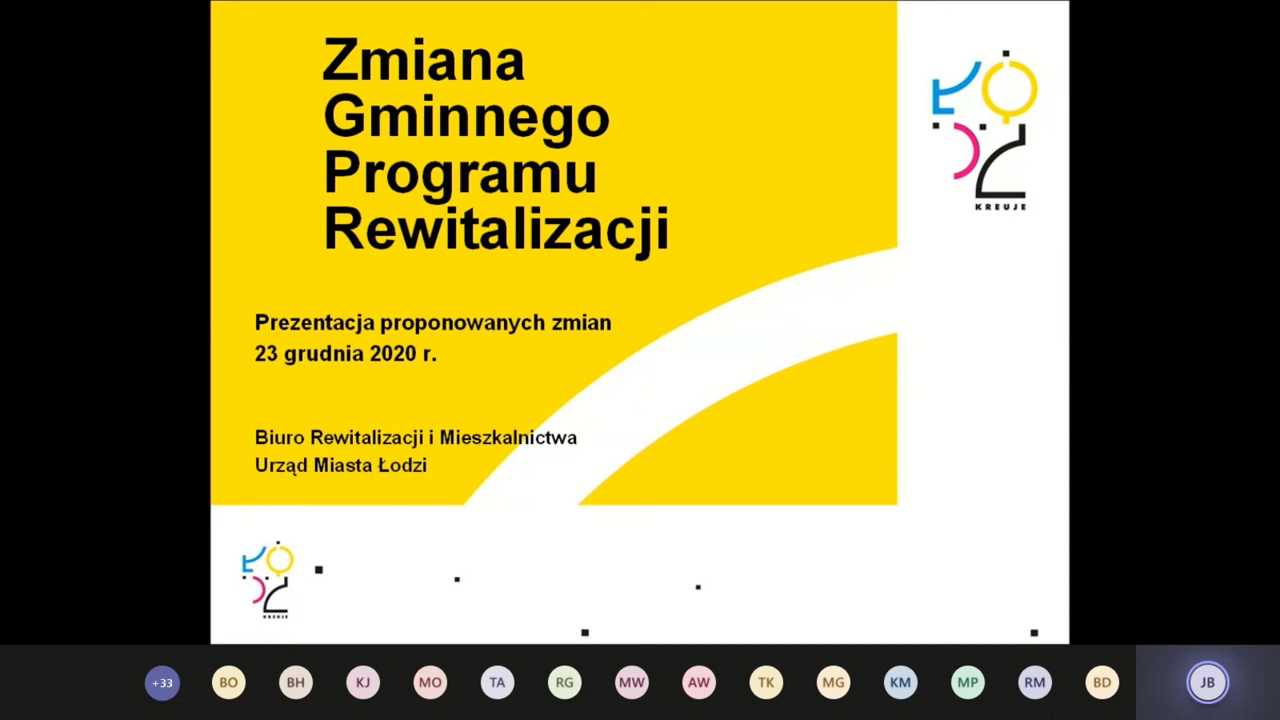 Zmiana
Gminnego
Programu
Rewitalizacji
Prezentacja proponowanych zmian
23 grudnia 2020 r.
Biuro Rewitalizacji i Mieszkalnictwa
Urząd Miasta Łodzi
KREUJE
KREUJE
+33 BO BH KJ MO TA RG MW AW TK MG KM MP RM BD JB